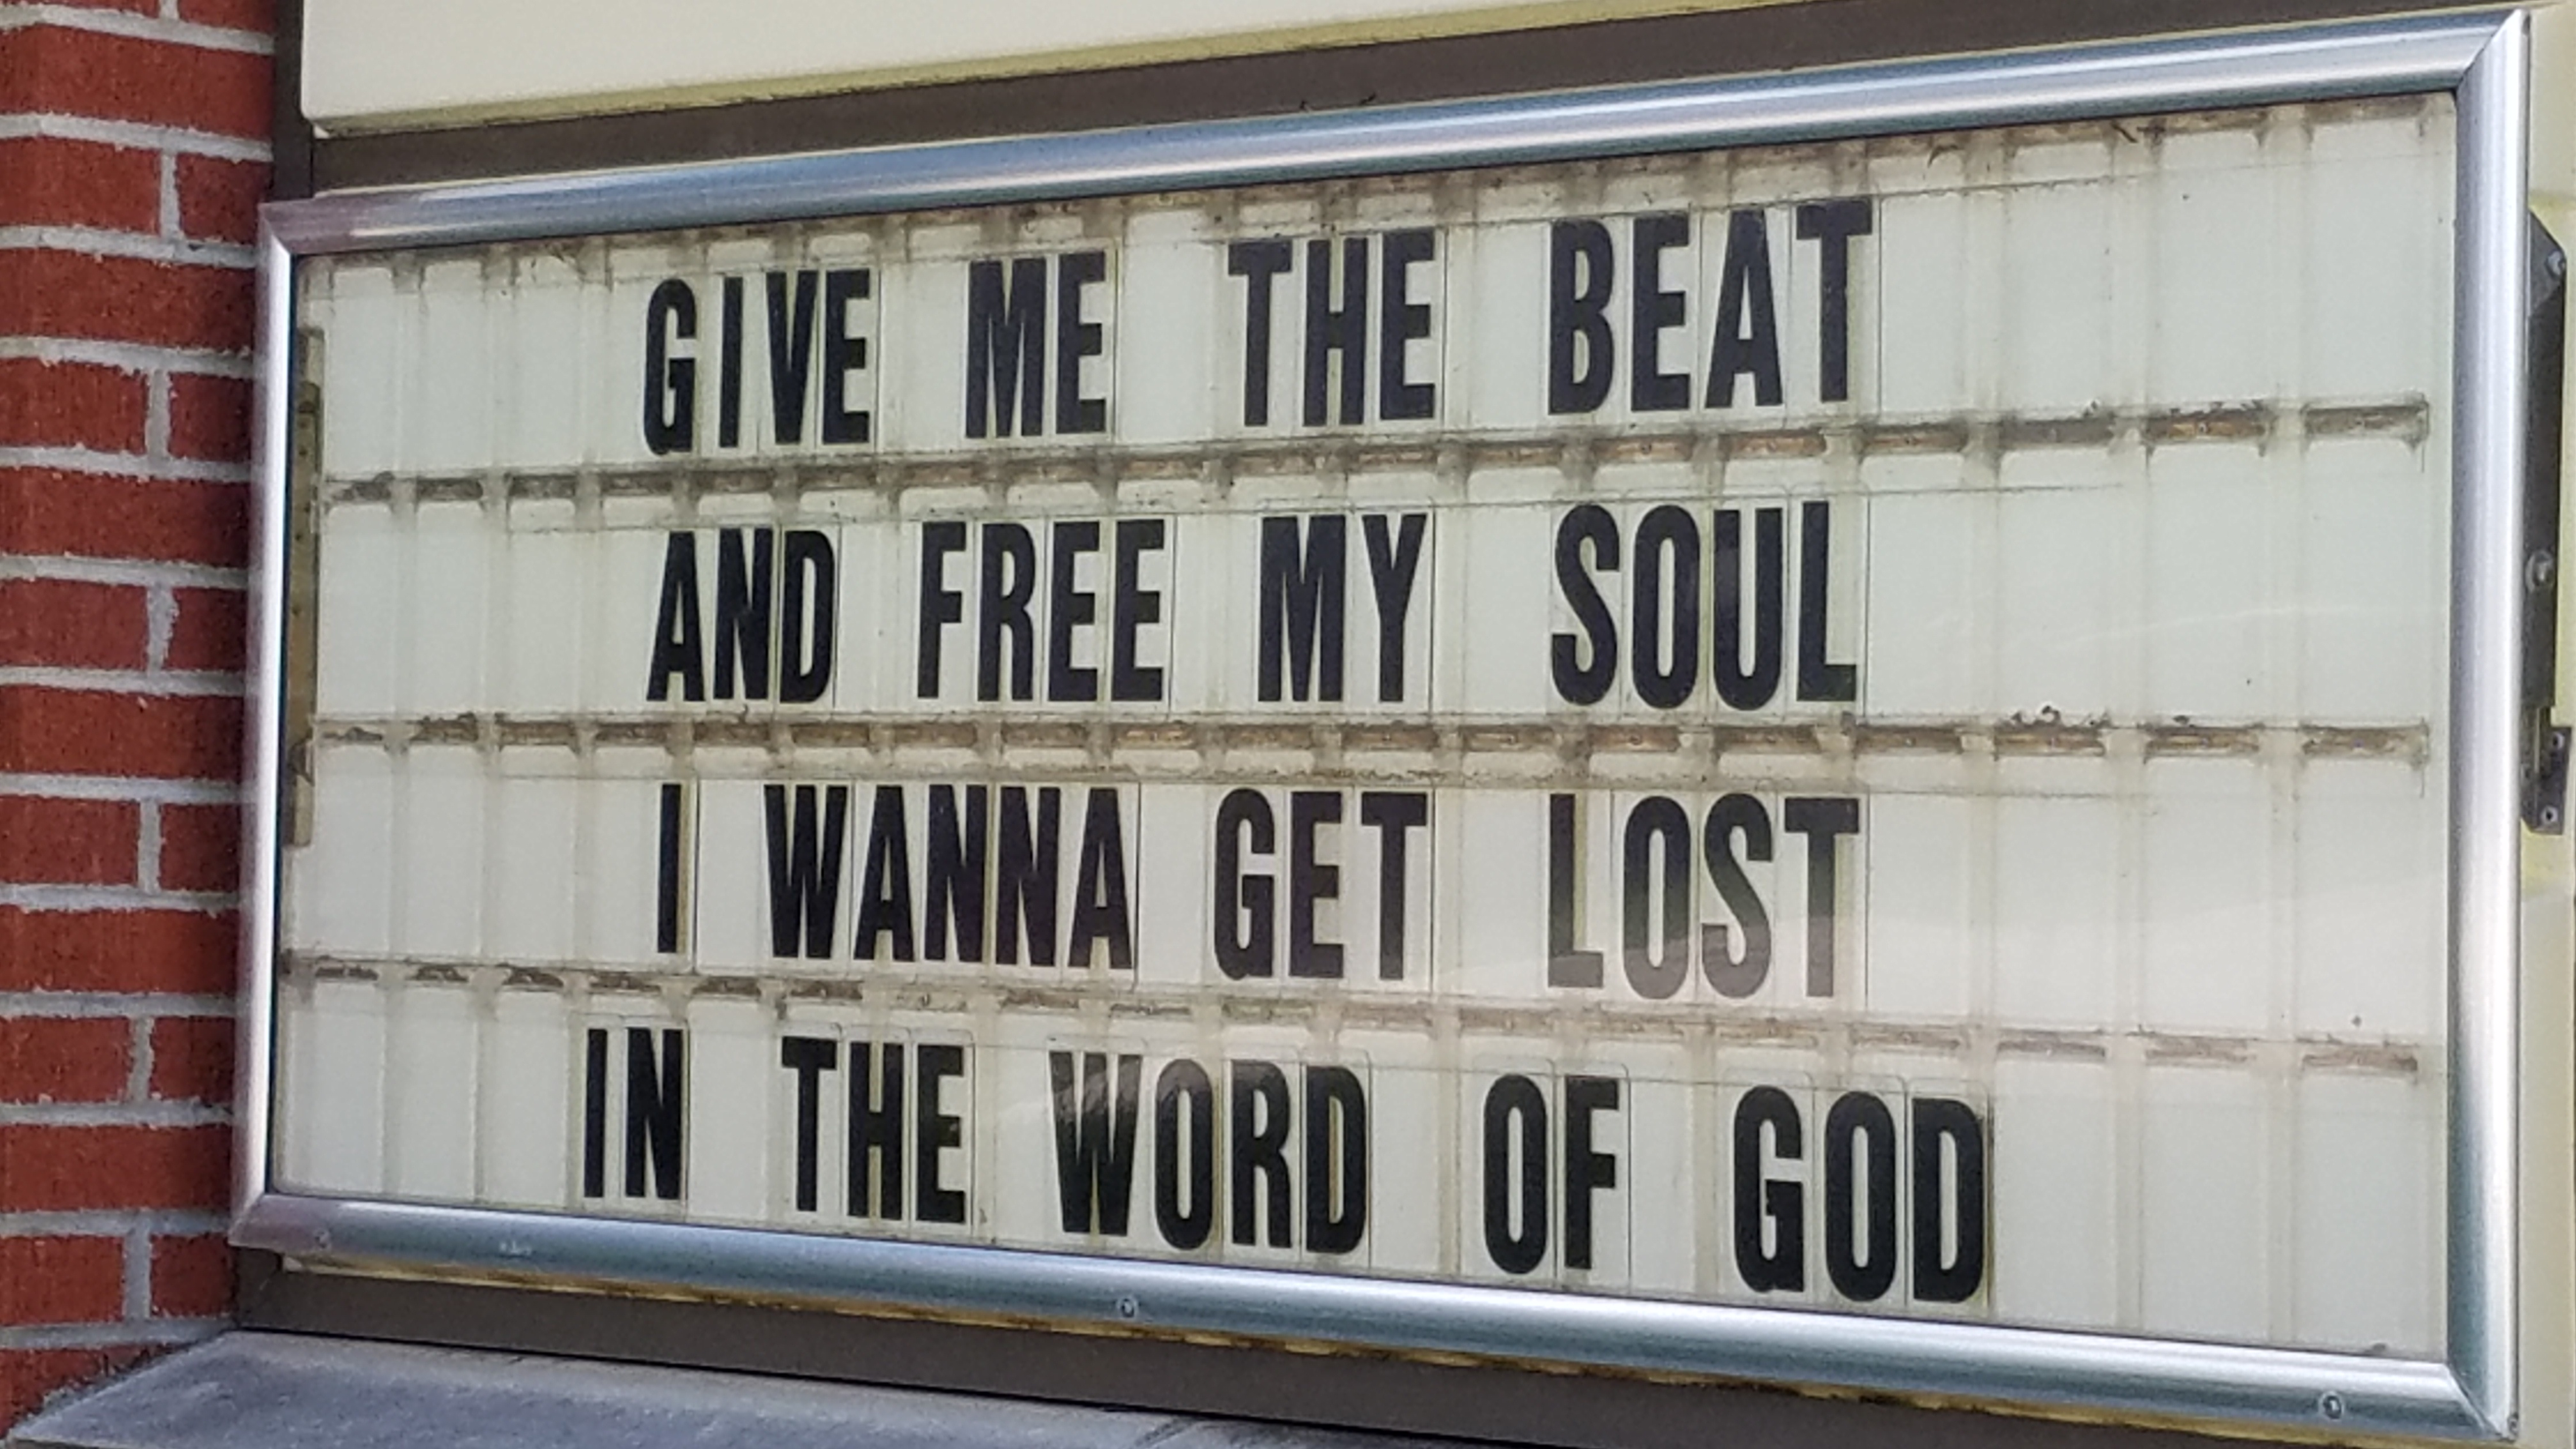 GIVE ME THE BEAT
AND FREE MY SOUL
I WANNA GET LOST
IN THE WORD OF GOD